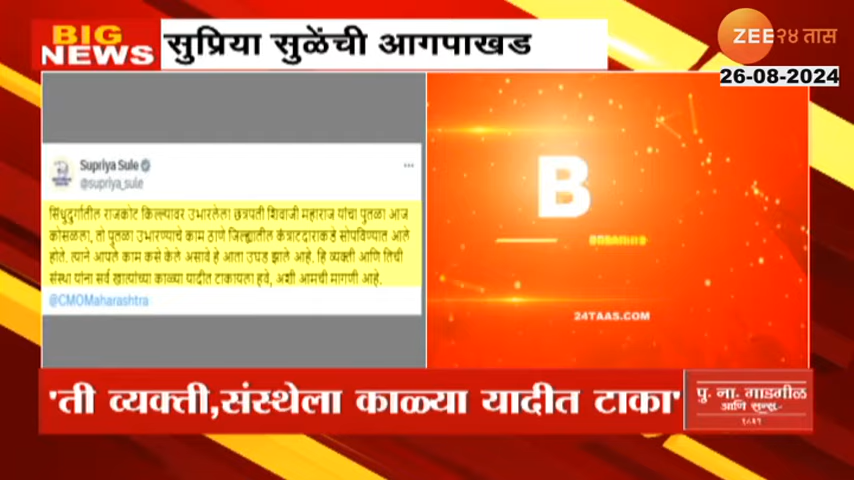 BIG
NEWS
सुप्रिया सुळेंची आगपाखड
ZEE २४ तास
26-08-2024
Supriya Sule
@supriya_sule
सिंधुदुर्गातील राजकोट किल्ल्यावर उभारलेला छत्रपती शिवाजी महाराज यांचा पुतळा आज
कोसळला. तो पुतळा उभारण्याचे काम ठाणे जिल्ह्यातील कंत्राटदाराकडे सोपविण्यात आले
होते. त्याने आपले काम कसे केले असावे हे आता उघड झाले आहे. हि व्यक्ती आणि तिची
संस्था यांना सर्व खात्यांच्या काळ्या यादीत टाकायला हवे, अशी आमची मागणी आहे.
@CMOMaharashtra
B
24TAAS.COM
'ती व्यक्ती,संस्थेला काळ्या यादीत टाका'
पु. ना. गाडगीळ
आणि सन्स
१८३२